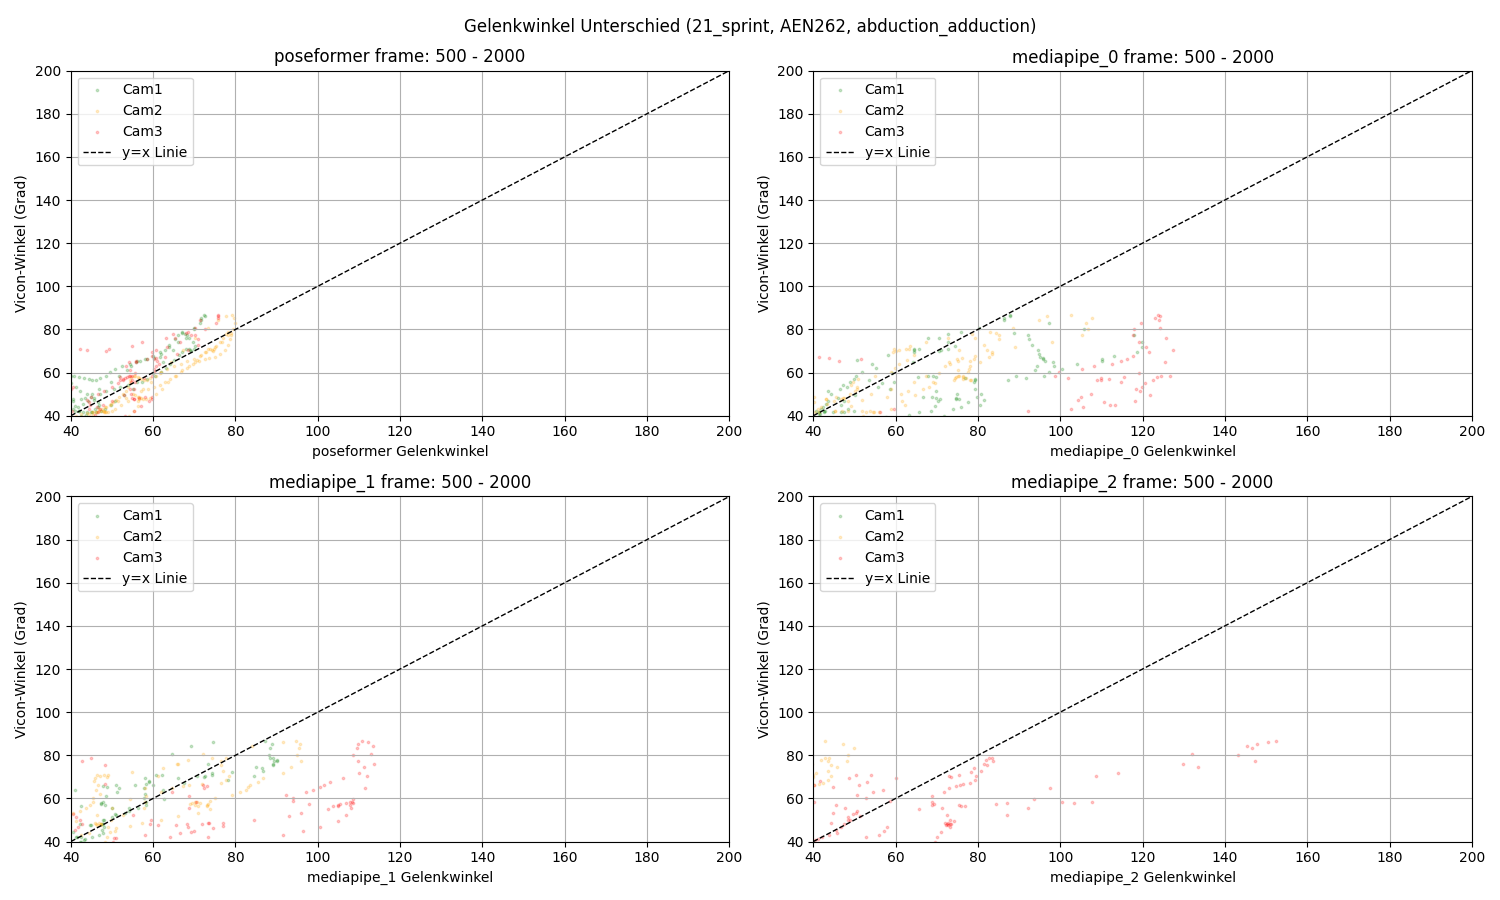 Gelenkwinkel Unterschied (21_sprint, AEN262, abduction_adduction)
poseformer frame: 500 - 2000
Vicon-Winkel (Grad)
200
180
160
140
120
100
80
60
40
Cam1
Cam2
Cam3
y=x Linie
40 60 80 100 120 140 160 180 200
poseformer Gelenkwinkel
mediapipe_0 frame: 500 - 2000
Vicon-Winkel (Grad)
200
180
160
140
120
100
80
60
40
Cam1
Cam2
Cam3
y=x Linie
40 60 80 100 120 140 160 180 200
mediapipe_0 Gelenkwinkel
mediapipe_1 frame: 500 - 2000
Vicon-Winkel (Grad)
200
180
160
140
120
100
80
60
40
Cam1
Cam2
Cam3
y=x Linie
40 60 80 100 120 140 160 180 200
mediapipe_1 Gelenkwinkel
mediapipe_2 frame: 500 - 2000
Vicon-Winkel (Grad)
200
180
160
140
120
100
80
60
40
Cam1
Cam2
Cam3
y=x Linie
40 60 80 100 120 140 160 180 200
mediapipe_2 Gelenkwinkel